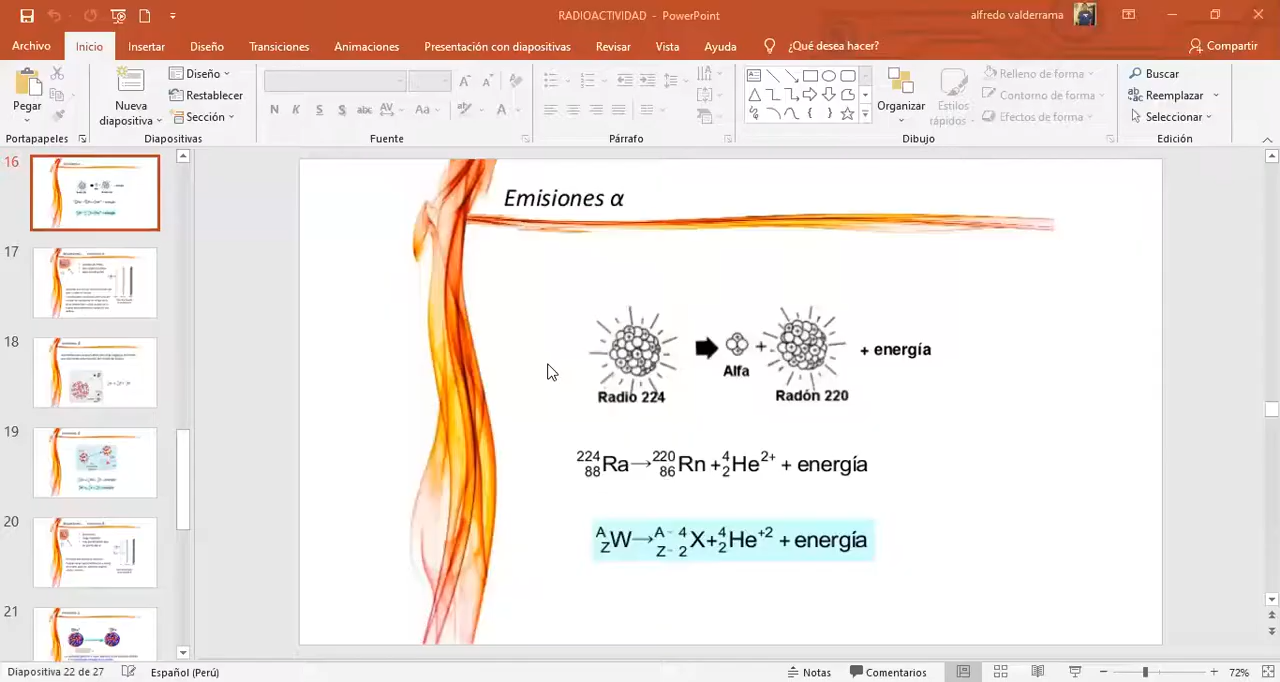 RADIOACTIVIDAD - PowerPoint
alfredo valderrama
Archivo Inicio Insertar Diseño Transiciones Animaciones Presentación con diapositivas Revisar Vista Ayuda ¿Qué desea hacer? Compartir
Pegar
Nueva diapositiva
Diseño
Restablecer
Sección
N K S S abc AV Aa A
Organizar
Estilos rápidos
Relleno de forma
Contorno de forma
Efectos de forma
Buscar
Reemplazar
Seleccionar
Portapapeles Diapositivas Fuente Párrafo Dibujo Edición
16
17
18
19
20
21
Emisiones α
+ + energía
Alfa
Radio 224 Radón 220
²²⁴₈₈Ra→²²⁰₈₆Rn +⁴₂He²⁺ + energía
ᴬ_ZW→ᴬ⁻⁴_Z₋₂X+⁴₂He⁺² + energía
Diapositiva 22 de 27 Español (Perú) Notas Comentarios 72%